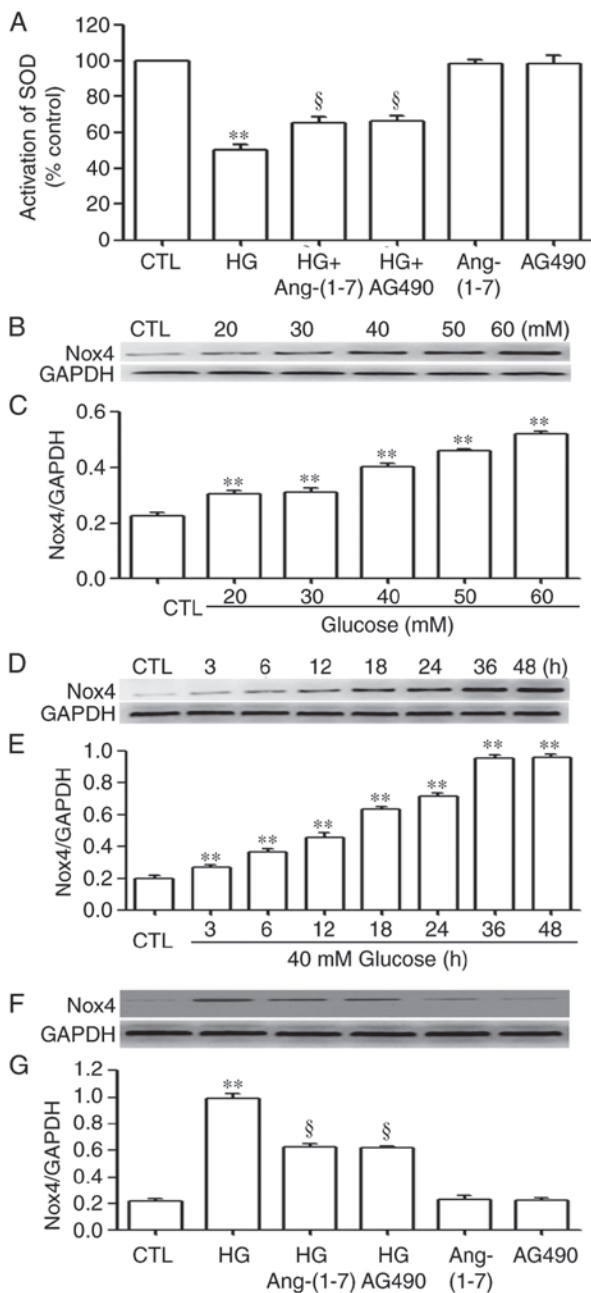 A
Activation of SOD
(% control)
120
100
80
60
40
20
0
** § §
CTL HG HG+ HG+ Ang- AG490
Ang-(1-7) AG490 (1-7)
B
CTL 20 30 40 50 60 (mM)
Nox4
GAPDH
C
Nox4/GAPDH
0.6
0.4
0.2
0.0
** ** ** ** **
CTL 20 30 40 50 60
Glucose (mM)
D
CTL 3 6 12 18 24 36 48 (h)
Nox4
GAPDH
E
Nox4/GAPDH
1.0
0.8
0.6
0.4
0.2
0.0
** ** ** ** ** ** **
CTL 3 6 12 18 24 36 48
40 mM Glucose (h)
F
Nox4
GAPDH
G
Nox4/GAPDH
1.2
1.0
0.8
0.6
0.4
0.2
0.0
** § §
CTL HG HG HG Ang- AG490
Ang-(1-7) AG490 (1-7)